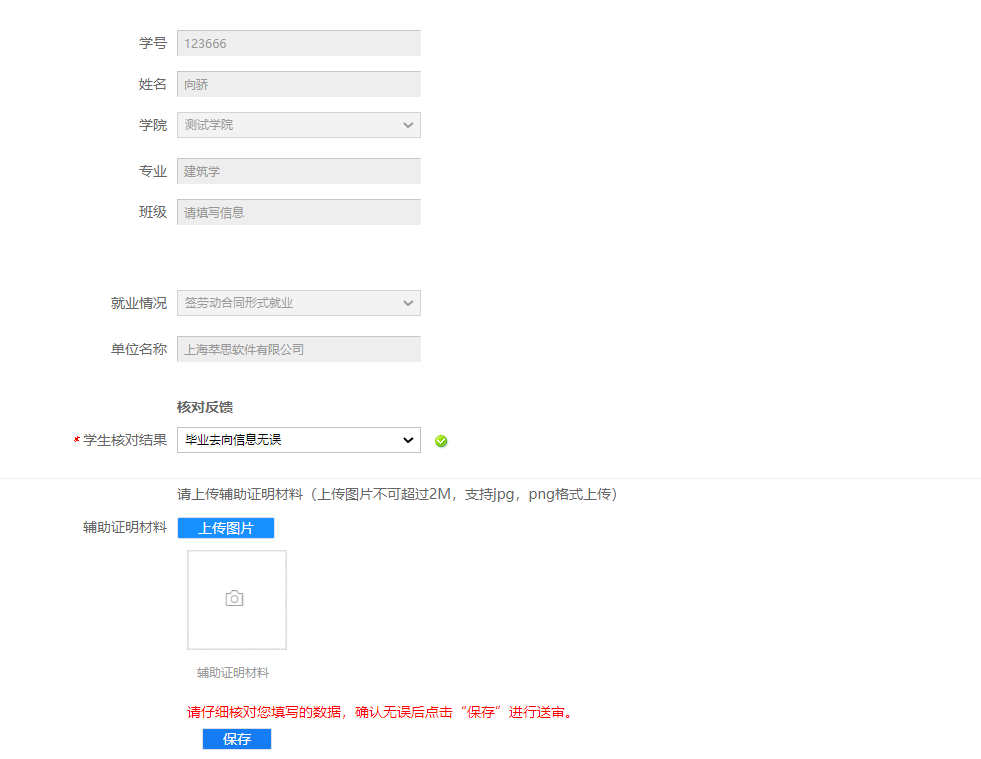 学号 123666
姓名 向骄
学院 测试学院
专业 建筑学
班级 请填写信息
就业情况 签劳动合同形式就业
单位名称 上海萃思软件有限公司
核对反馈
* 学生核对结果 毕业去向信息无误
请上传辅助证明材料（上传图片不可超过2M，支持jpg，png格式上传）
辅助证明材料 上传图片
辅助证明材料
请仔细核对您填写的数据，确认无误后点击“保存”进行送审。
保存